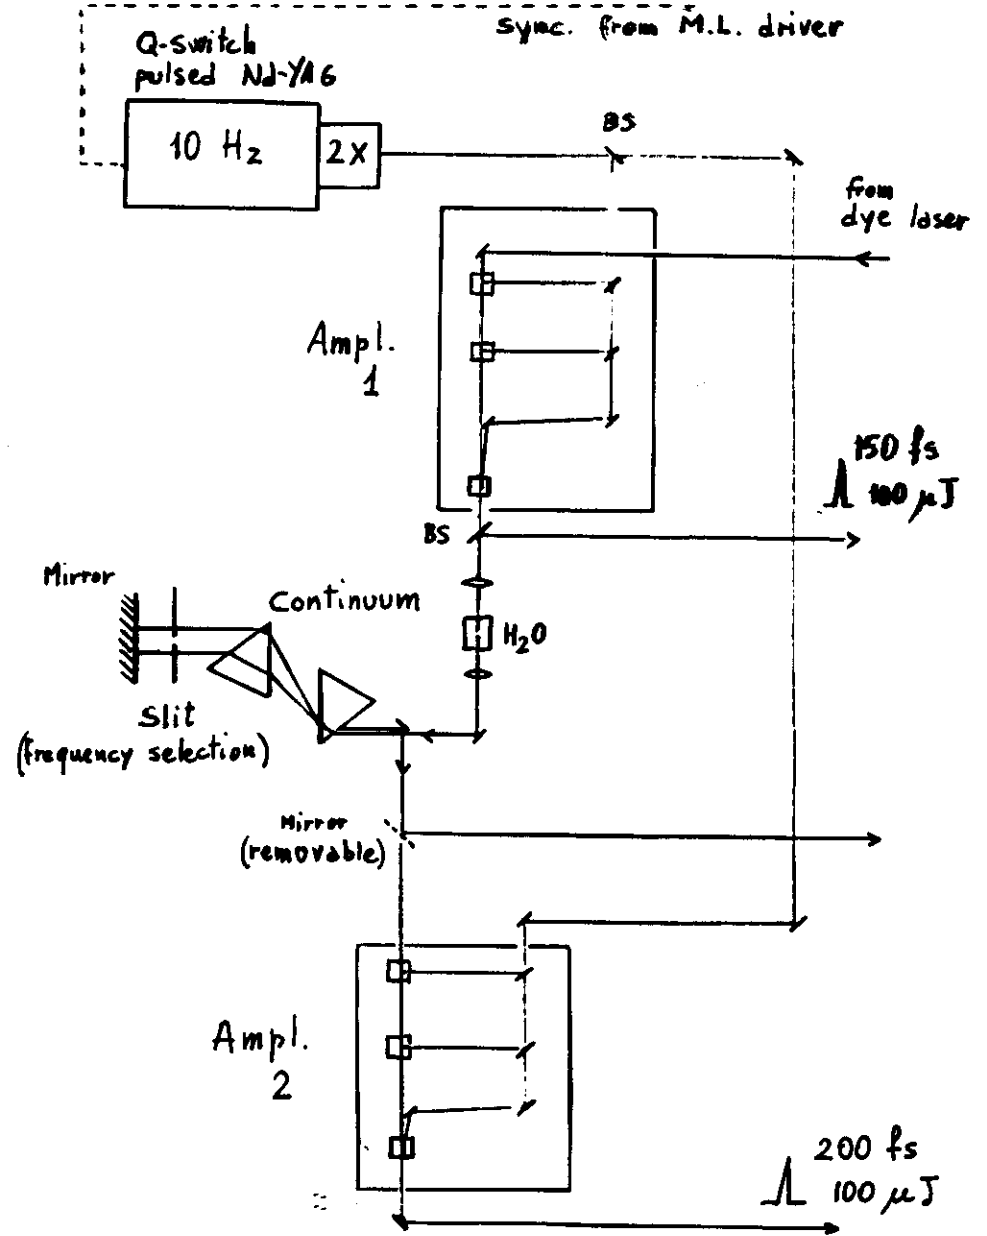 sync. from M.L. driver
Q-switch
pulsed Nd-YAG
10 Hz
2x
BS
from
dye laser
Ampl.
1
150 fs
100 µJ
BS
Mirror
Continuum
H₂O
Slit
(frequency selection)
Mirror
(removable)
Ampl.
2
200 fs
100 µJ